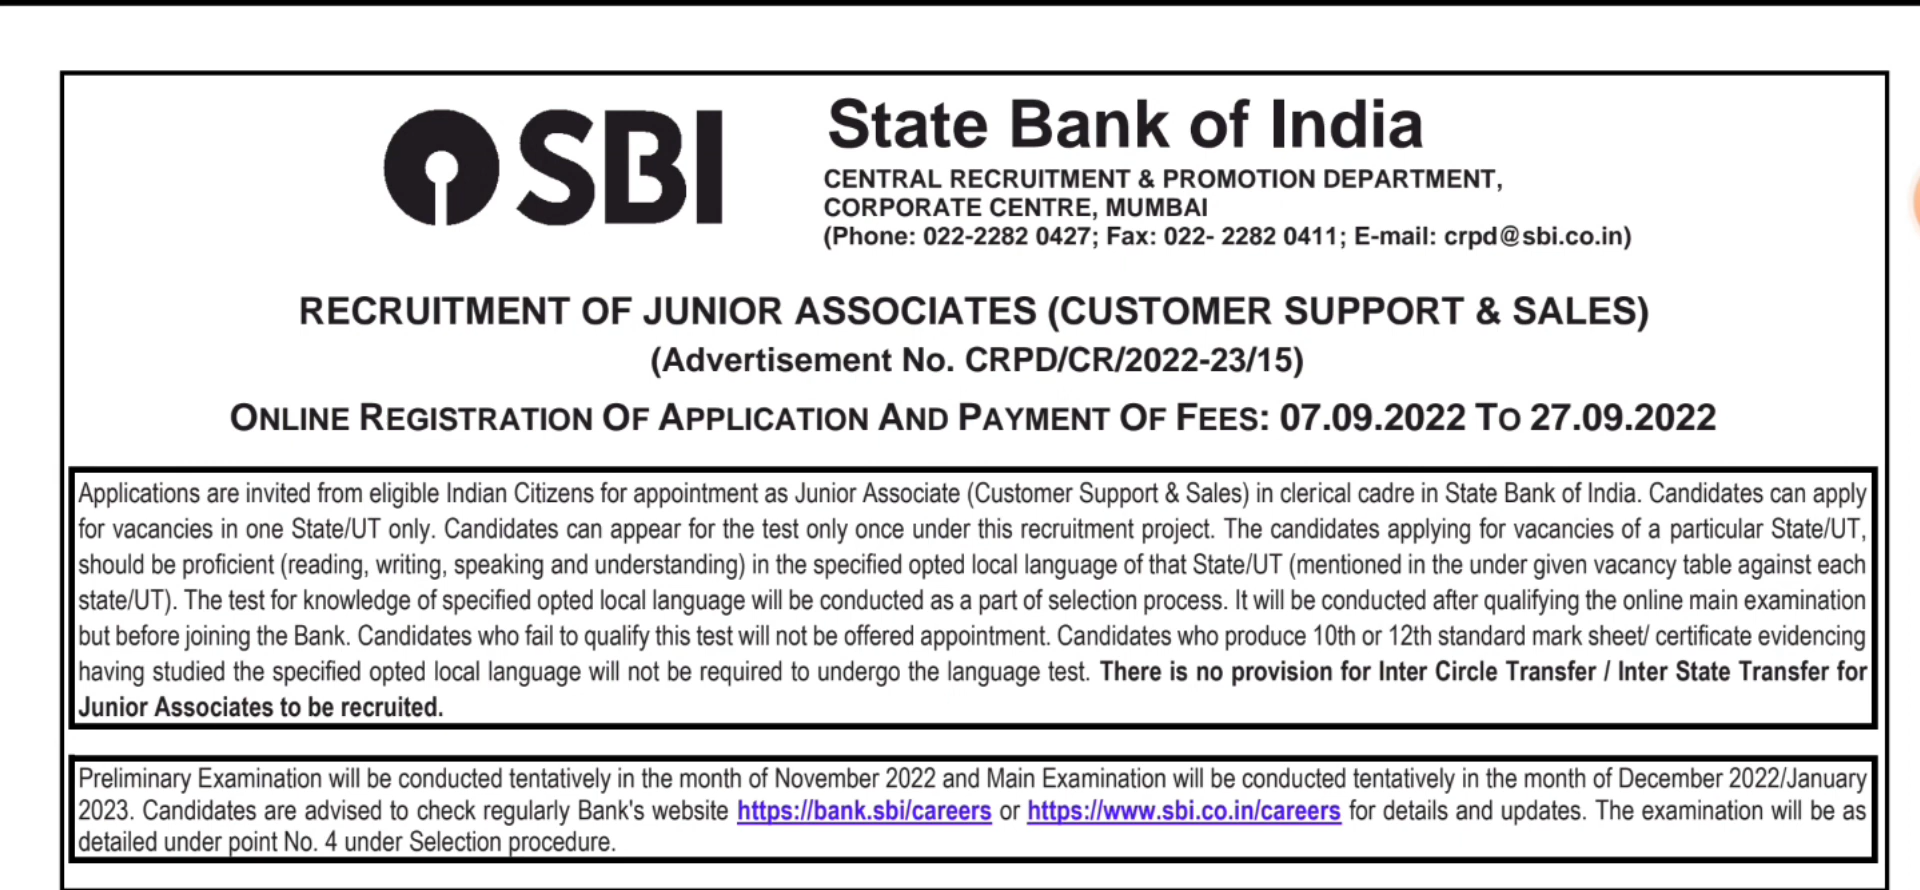 SBI
State Bank of India
CENTRAL RECRUITMENT & PROMOTION DEPARTMENT,
CORPORATE CENTRE, MUMBAI
(Phone: 022-2282 0427; Fax: 022- 2282 0411; E-mail: crpd@sbi.co.in)
RECRUITMENT OF JUNIOR ASSOCIATES (CUSTOMER SUPPORT & SALES)
(Advertisement No. CRPD/CR/2022-23/15)
ONLINE REGISTRATION OF APPLICATION AND PAYMENT OF FEES: 07.09.2022 TO 27.09.2022
Applications are invited from eligible Indian Citizens for appointment as Junior Associate (Customer Support & Sales) in clerical cadre in State Bank of India. Candidates can apply
for vacancies in one State/UT only. Candidates can appear for the test only once under this recruitment project. The candidates applying for vacancies of a particular State/UT,
should be proficient (reading, writing, speaking and understanding) in the specified opted local language of that State/UT (mentioned in the under given vacancy table against each
state/UT). The test for knowledge of specified opted local language will be conducted as a part of selection process. It will be conducted after qualifying the online main examination
but before joining the Bank. Candidates who fail to qualify this test will not be offered appointment. Candidates who produce 10th or 12th standard mark sheet/ certificate evidencing
having studied the specified opted local language will not be required to undergo the language test. There is no provision for Inter Circle Transfer / Inter State Transfer for
Junior Associates to be recruited.
Preliminary Examination will be conducted tentatively in the month of November 2022 and Main Examination will be conducted tentatively in the month of December 2022/January
2023. Candidates are advised to check regularly Bank's website https://bank.sbi/careers or https://www.sbi.co.in/careers for details and updates. The examination will be as
detailed under point No. 4 under Selection procedure.